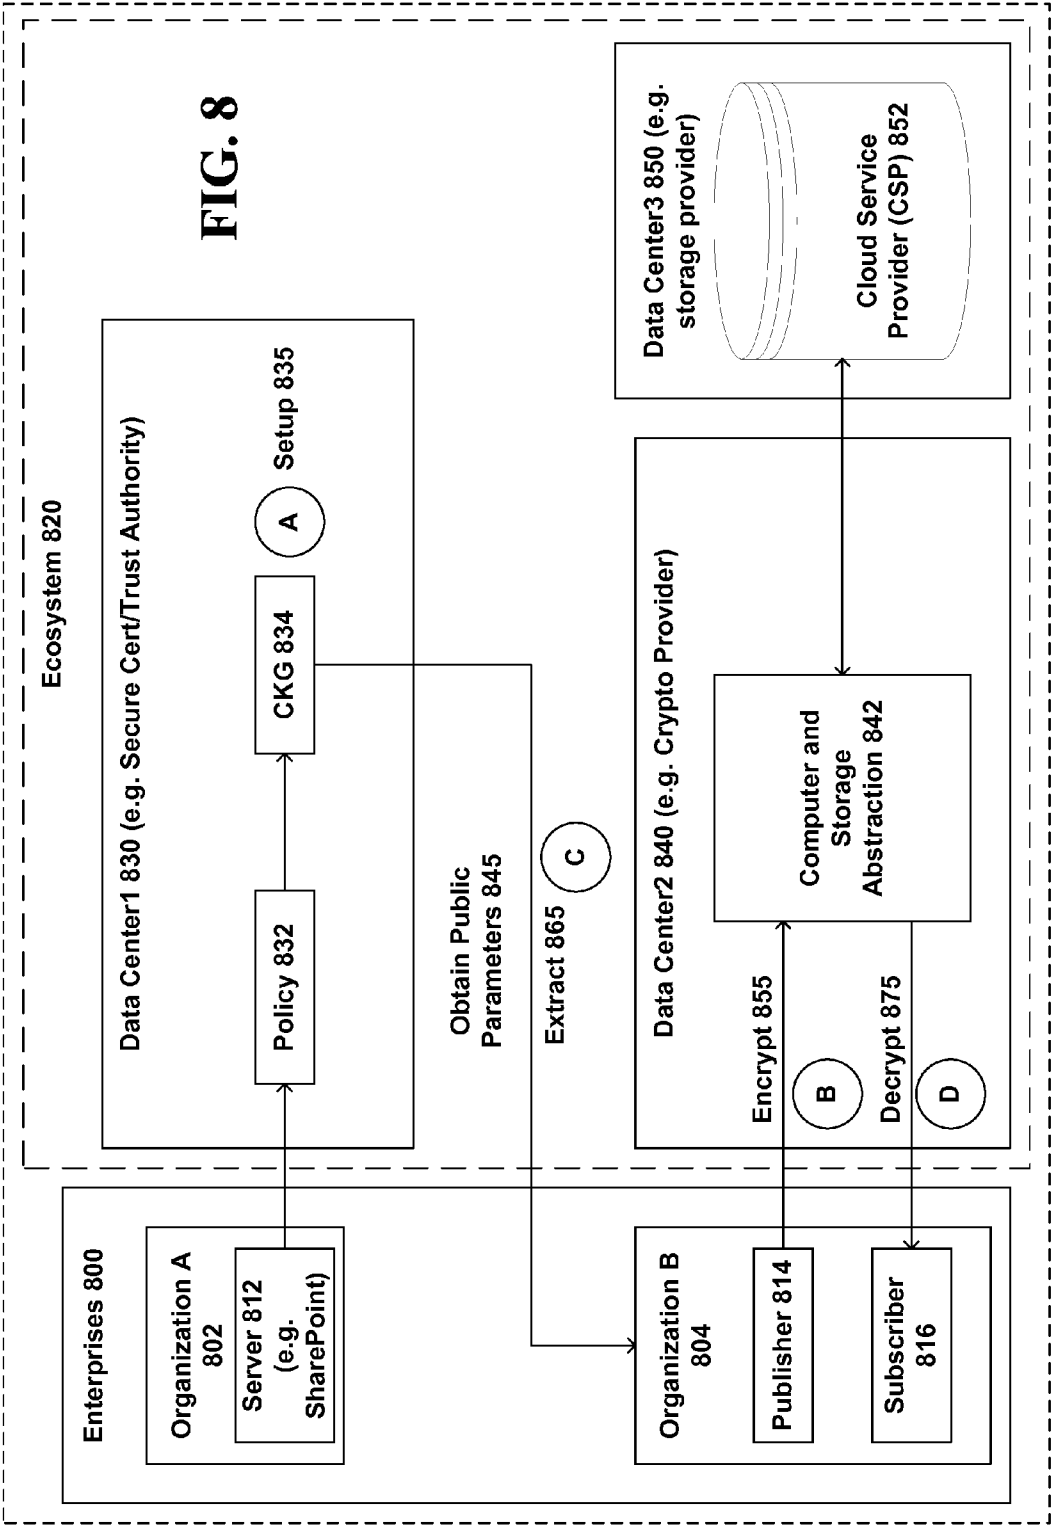 Ecosystem 820
FIG. 8
Enterprises 800
Organization A
802
Server 812
(e.g.
SharePoint)
Data Center1 830 (e.g. Secure Cert/Trust Authority)
Policy 832
CKG 834
A
Setup 835
Obtain Public
Parameters 845
Extract 865
C
Organization B
804
Publisher 814
Subscriber
816
Data Center2 840 (e.g. Crypto Provider)
Encrypt 855
B
Decrypt 875
D
Computer and
Storage
Abstraction 842
Data Center3 850 (e.g.
storage provider)
Cloud Service
Provider (CSP) 852